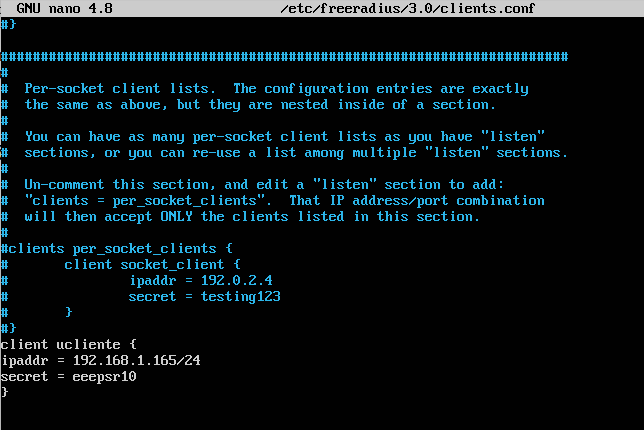 GNU nano 4.8 /etc/freeradius/3.0/clients.conf
#}
#######################################################################
#
# Per-socket client lists. The configuration entries are exactly
# the same as above, but they are nested inside of a section.
#
# You can have as many per-socket client lists as you have "listen"
# sections, or you can re-use a list among multiple "listen" sections.
#
# Un-comment this section, and edit a "listen" section to add:
# "clients = per_socket_clients". That IP address/port combination
# will then accept ONLY the clients listed in this section.
#
#clients per_socket_clients {
# client socket_client {
# ipaddr = 192.0.2.4
# secret = testing123
# }
#}
client ucliente {
ipaddr = 192.168.1.165/24
secret = eeepsr10
}